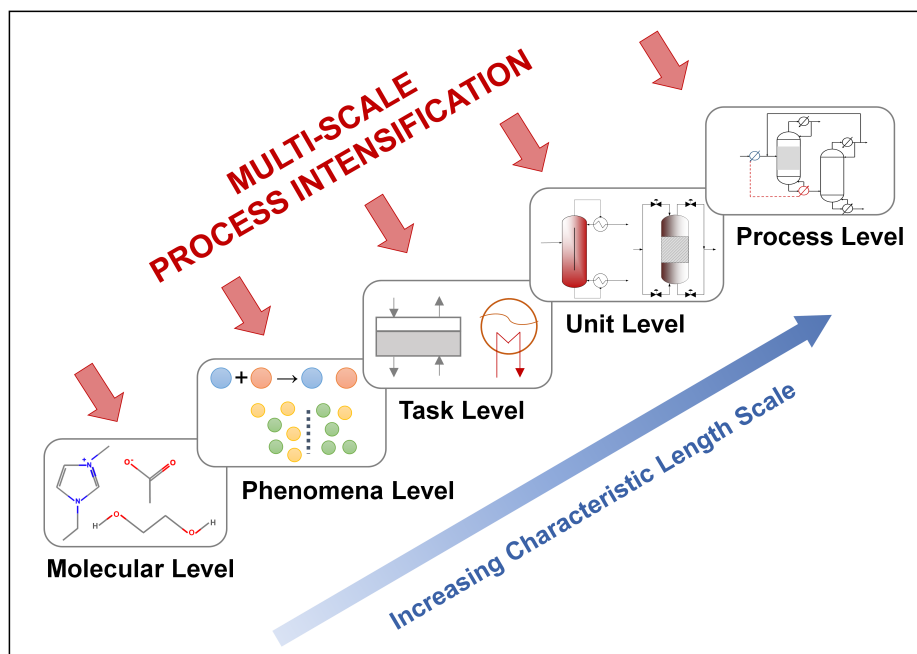 MULTI-SCALE
PROCESS INTENSIFICATION
Process Level
Unit Level
Task Level
Phenomena Level
Molecular Level
Increasing Characteristic Length Scale
+ →
N
+
N
O-
O
H
O
O
H